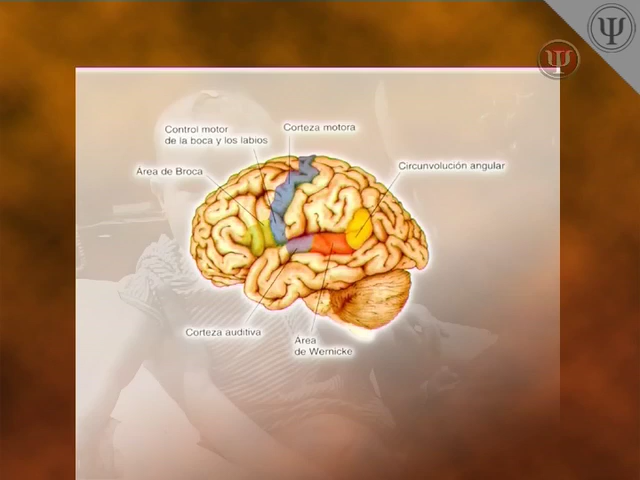 Control motor
de la boca y los labios
Corteza motora
Área de Broca
Circunvolución angular
Corteza auditiva
Área
de Wernicke
Ψ
Ψ